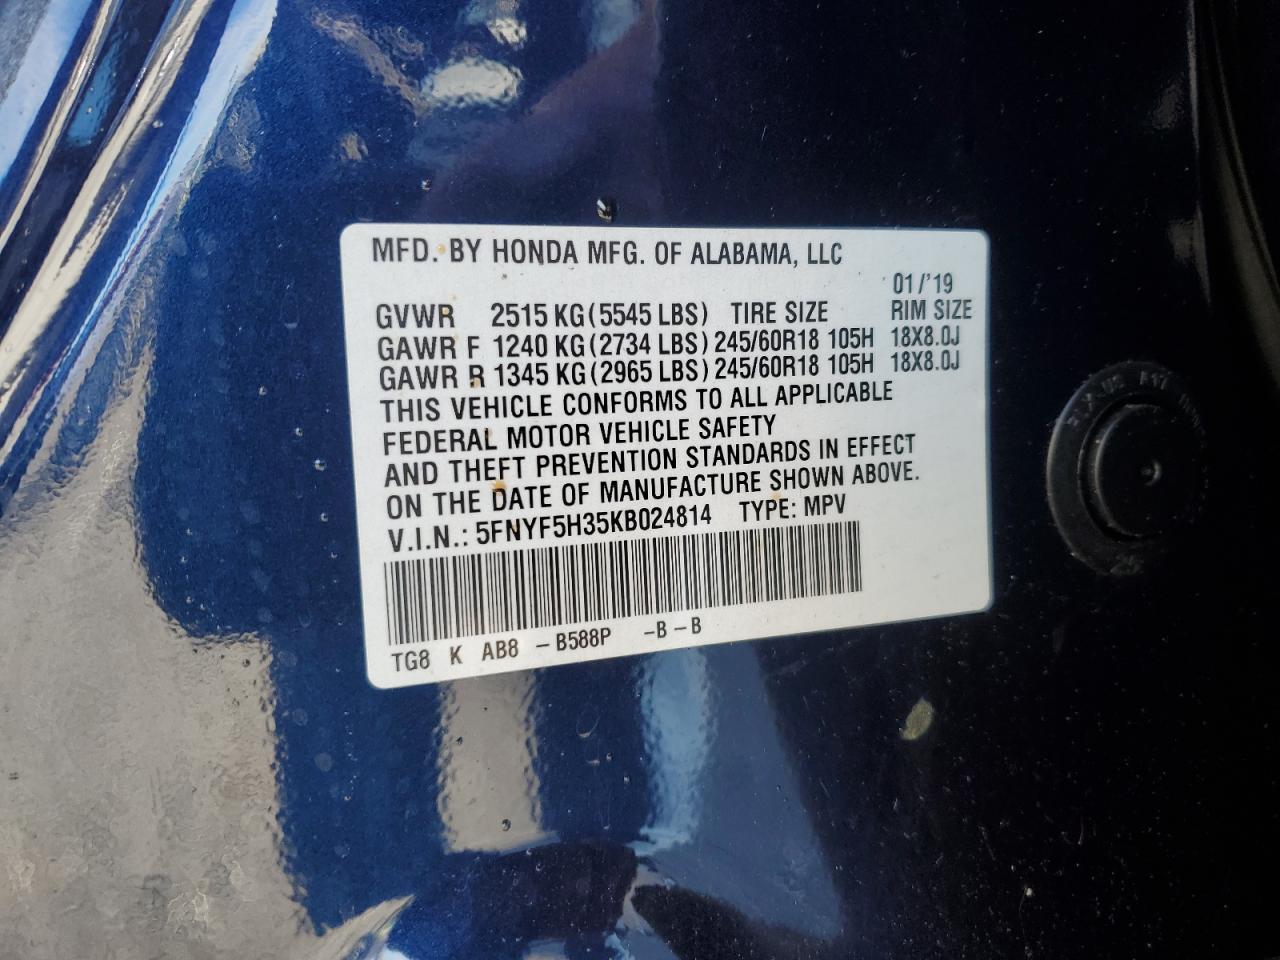 MFD. BY HONDA MFG. OF ALABAMA, LLC
01/'19
GVWR 2515 KG(5545 LBS) TIRE SIZE RIM SIZE
GAWR F 1240 KG(2734 LBS) 245/60R18 105H 18X8.0J
GAWR R 1345 KG(2965 LBS) 245/60R18 105H 18X8.0J
THIS VEHICLE CONFORMS TO ALL APPLICABLE
FEDERAL MOTOR VEHICLE SAFETY
AND THEFT PREVENTION STANDARDS IN EFFECT
ON THE DATE OF MANUFACTURE SHOWN ABOVE.
V.I.N.: 5FNYF5H35KB024814 TYPE: MPV
TG8 K AB8 -B588P -B-B